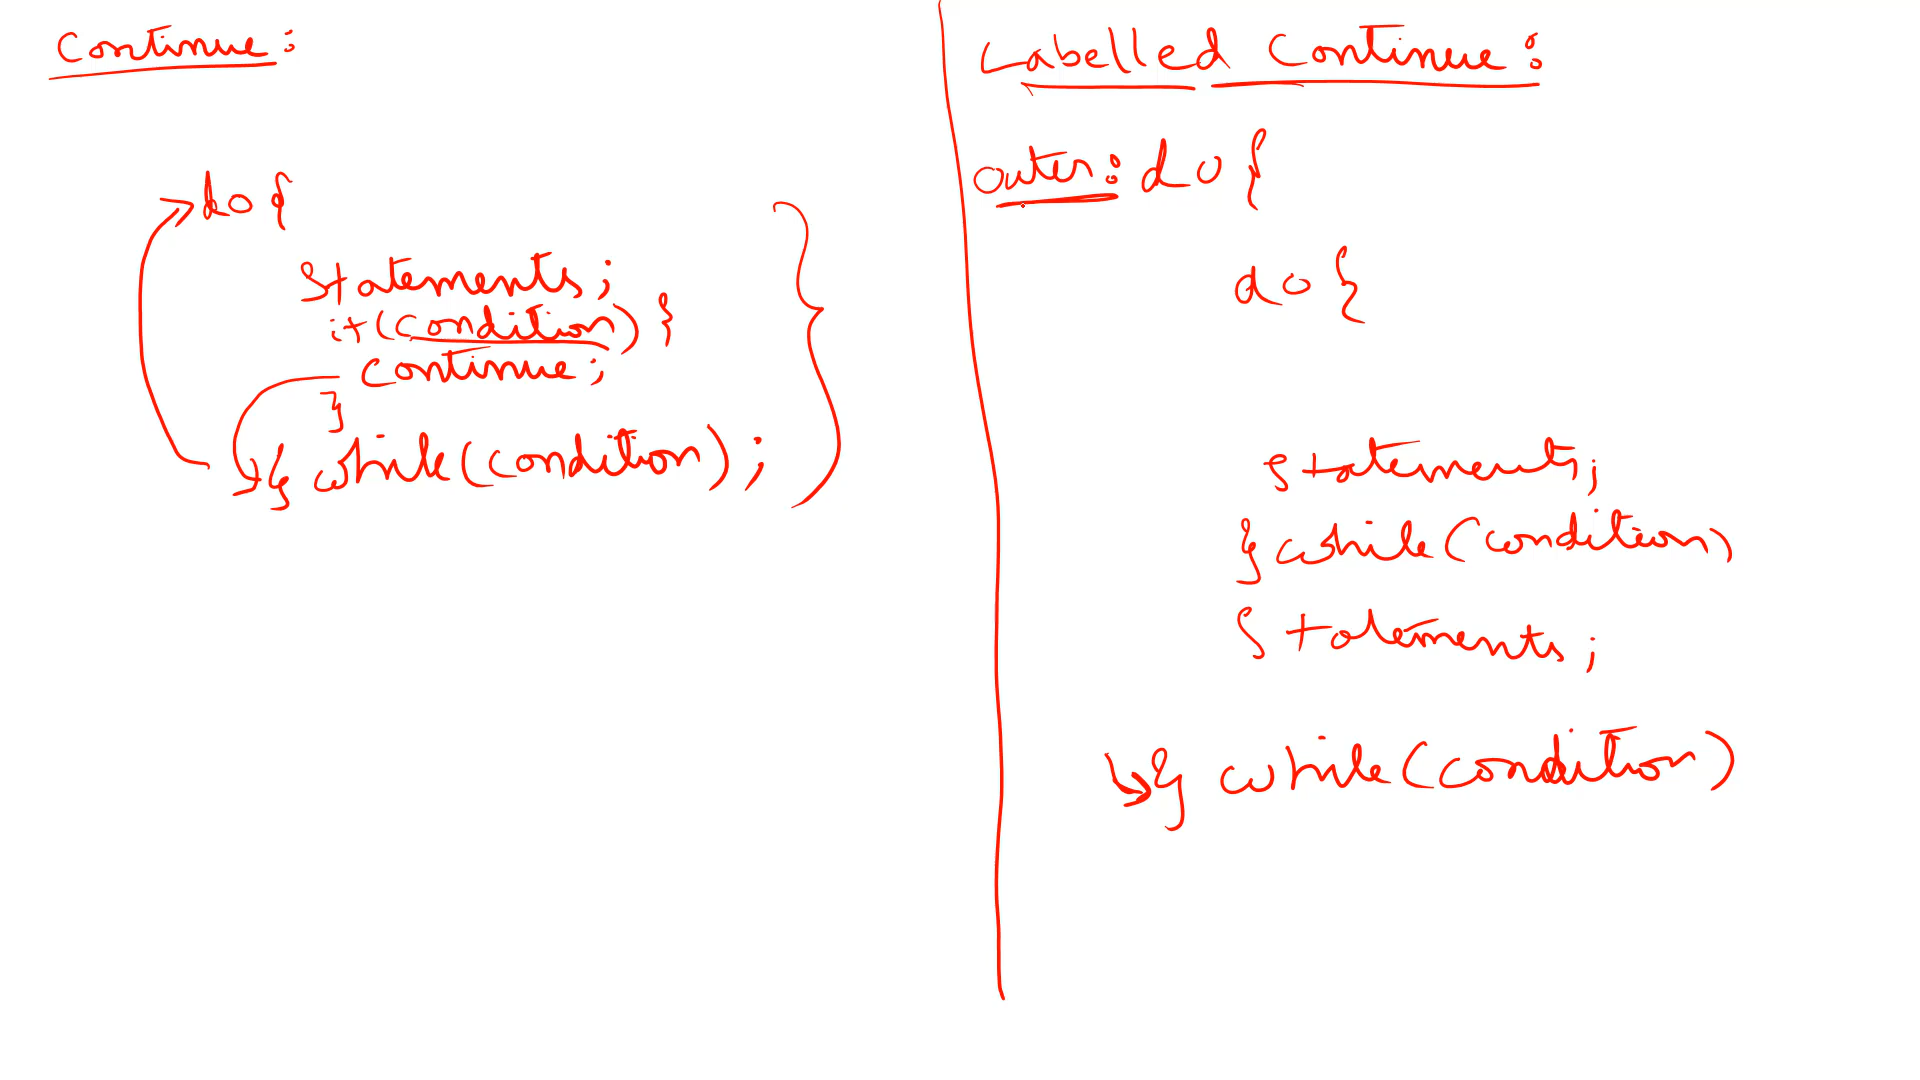 Continue:
do {
Statements;
if (condition) {
Continue;
}
} while (condition);
Labelled Continue:
outer: do {
do {
Statements;
} while (condition)
Statements;
} while (condition)